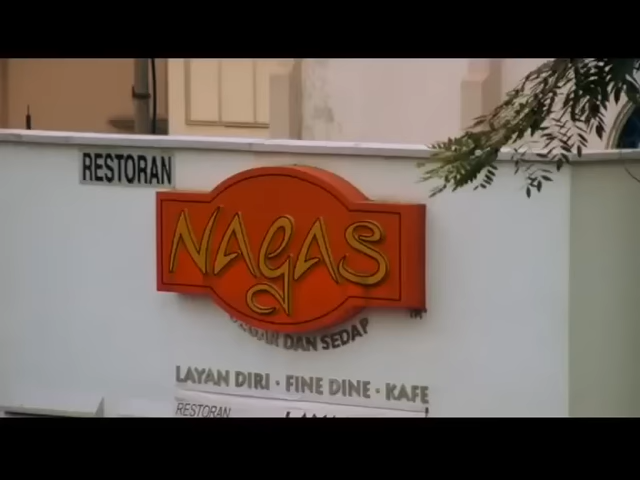 RESTORAN
NAGAS
DAN SEDAP
LAYAN DIRI · FINE DINE · KAFE
RESTORAN